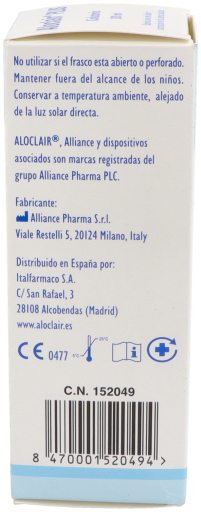 No utilizar si el frasco esta abierto o perforado.
Mantener fuera del alcance de los niños.
Conservar a temperatura ambiente, alejado
de la luz solar directa.
ALOCLAIR®, Alliance y dispositivos
asociados son marcas registradas del
grupo Alliance Pharma PLC.
Fabricante:
Alliance Pharma S.r.l.
Viale Restelli 5, 20124 Milano, Italy
Distribuido en España por:
Italfarmaco S.A.
C/ San Rafael, 3
28108 Alcobendas (Madrid)
www.aloclair.es
CE 0477
C.N. 152049
8 470001520494 >